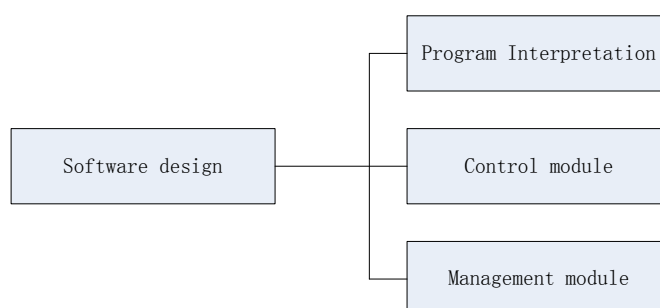 Program Interpretation
Software design
Control module
Management module